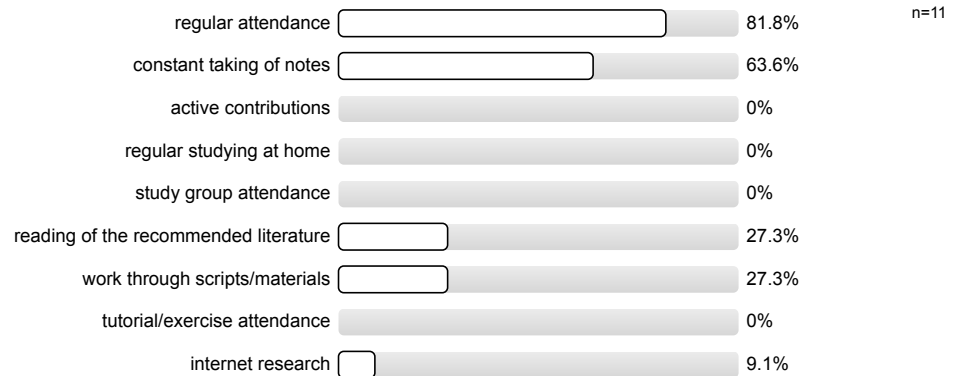 regular attendance 81.8% n=11
constant taking of notes 63.6%
active contributions 0%
regular studying at home 0%
study group attendance 0%
reading of the recommended literature 27.3%
work through scripts/materials 27.3%
tutorial/exercise attendance 0%
internet research 9.1%